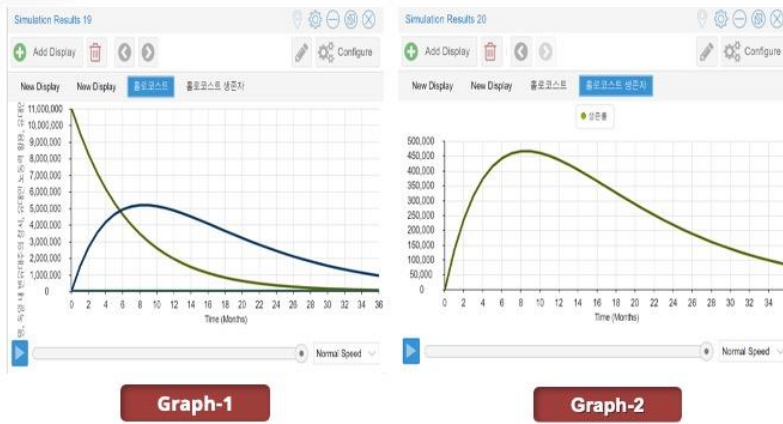 Simulation Results 19
Add Display
Configure
New Display
New Display
홀로코스트
홀로코스트 생존자
11,000,000
10,000,000
9,000,000
8,000,000
7,000,000
6,000,000
5,000,000
4,000,000
3,000,000
2,000,000
1,000,000
0
0 2 4 6 8 10 12 14 16 18 20 22 24 26 28 30 32 34 36
Time (Months)
Normal Speed
Graph-1
Simulation Results 20
Add Display
Configure
New Display
New Display
홀로코스트
홀로코스트 생존자
생존률
500,000
450,000
400,000
350,000
300,000
250,000
200,000
150,000
100,000
50,000
0
0 2 4 6 8 10 12 14 16 18 20 22 24 26 28 30 32 34
Time (Months)
Normal Speed
Graph-2